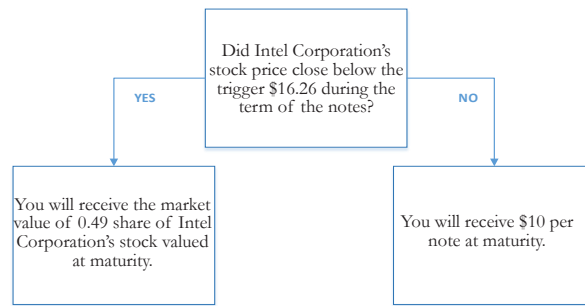 Did Intel Corporation’s
stock price close below the
trigger $16.26 during the
term of the notes?
YES
NO
You will receive the market
value of 0.49 share of Intel
Corporation’s stock valued
at maturity.
You will receive $10 per
note at maturity.